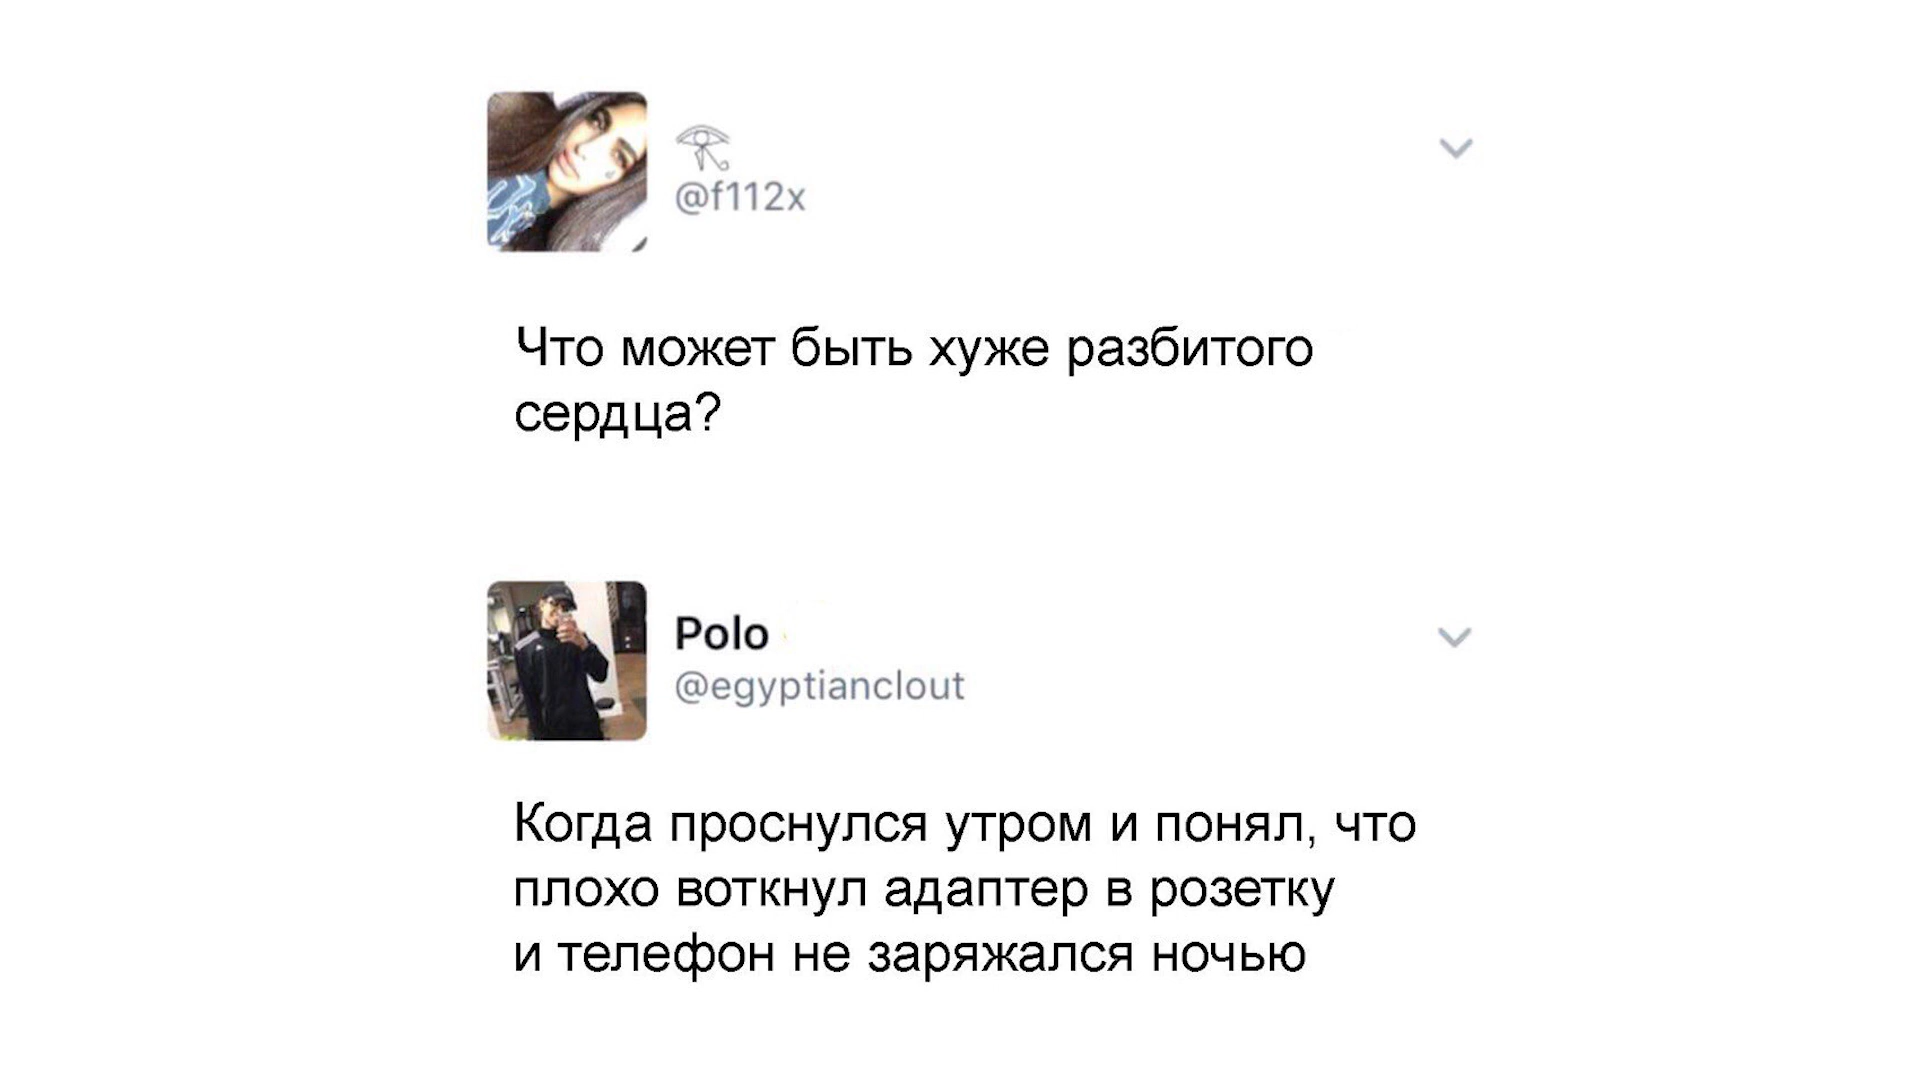 𓂀
@f112x
Что может быть хуже разбитого
сердца?
Polo
@egyptianclout
Когда проснулся утром и понял, что
плохо воткнул адаптер в розетку
и телефон не заряжался ночью